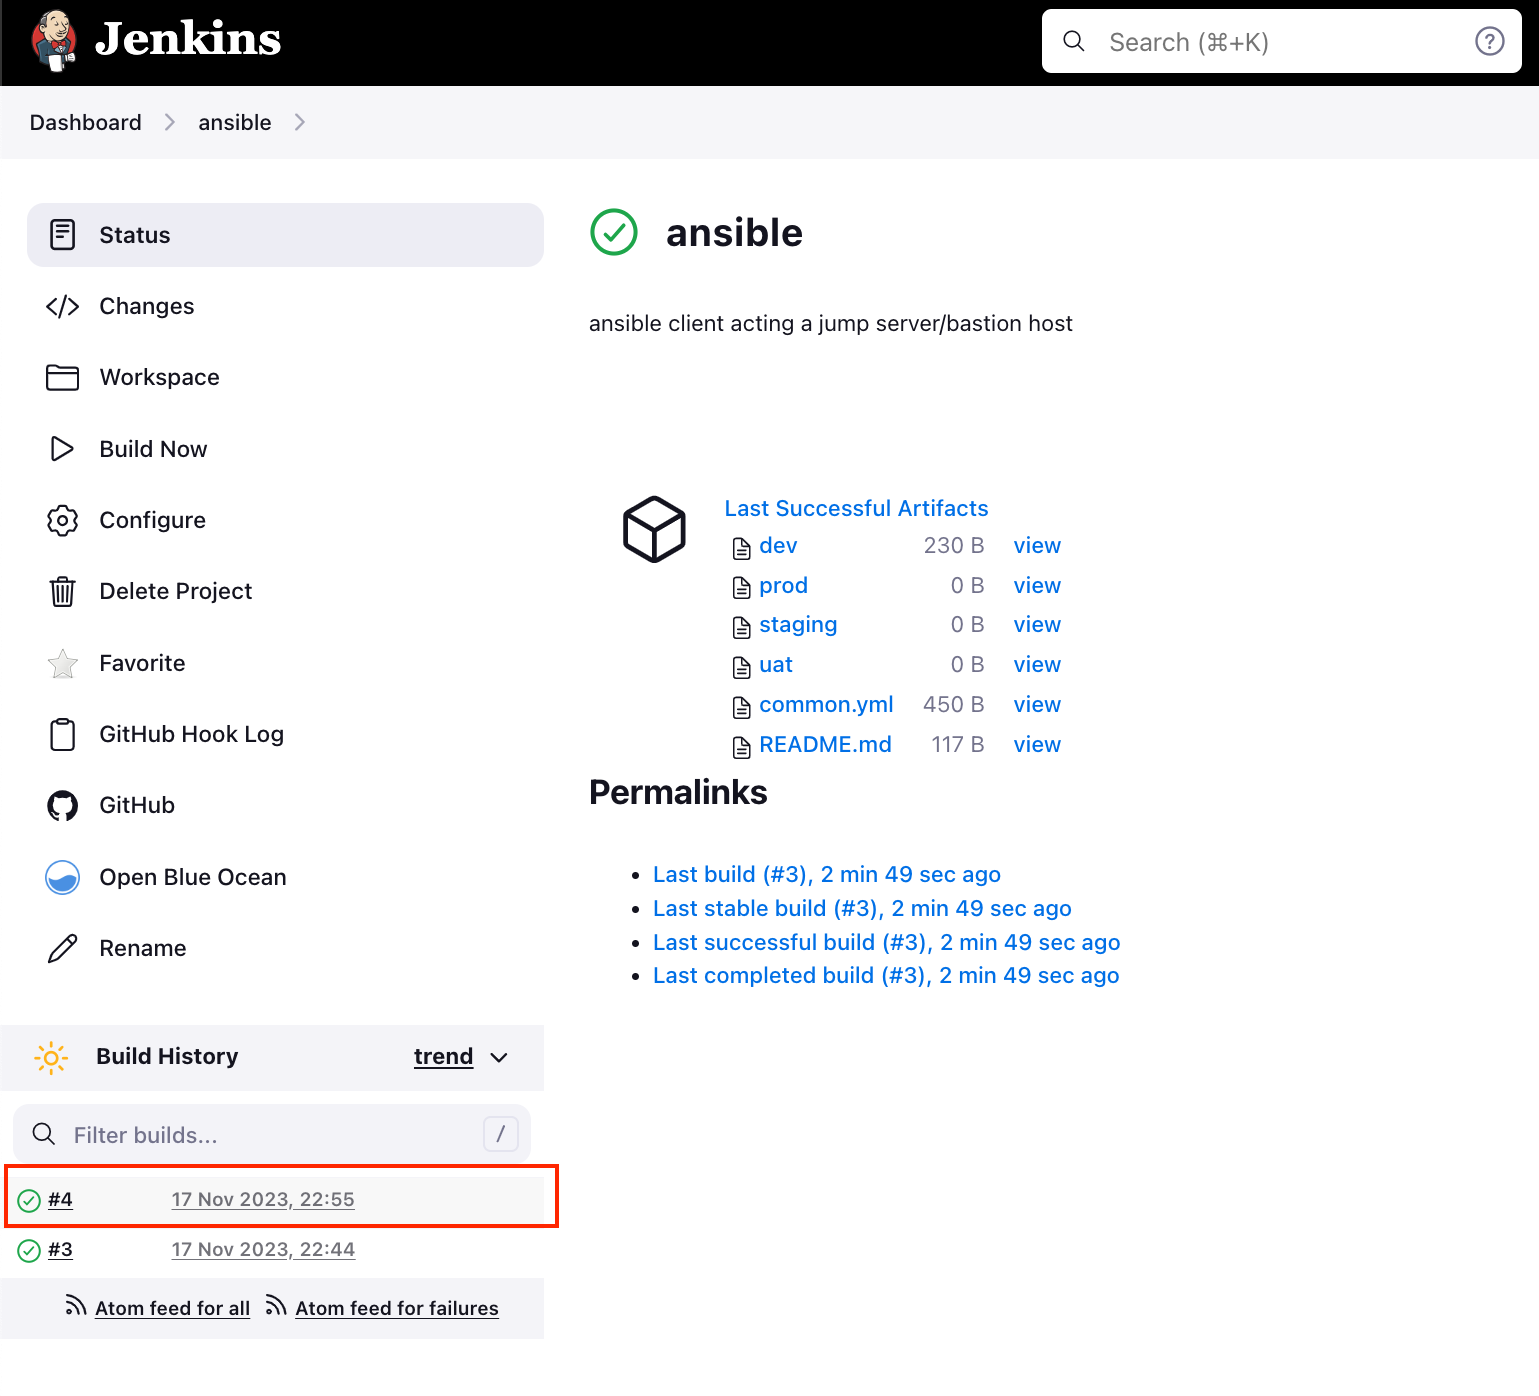 Jenkins
Search (⌘+K)
Dashboard
ansible
Status
Changes
Workspace
Build Now
Configure
Delete Project
Favorite
GitHub Hook Log
GitHub
Open Blue Ocean
Rename
Build History trend
Filter builds... /
#4 17 Nov 2023, 22:55
#3 17 Nov 2023, 22:44
Atom feed for all Atom feed for failures
ansible
ansible client acting a jump server/bastion host
Last Successful Artifacts
dev 230 B view
prod 0 B view
staging 0 B view
uat 0 B view
common.yml 450 B view
README.md 117 B view
Permalinks
Last build (#3), 2 min 49 sec ago
Last stable build (#3), 2 min 49 sec ago
Last successful build (#3), 2 min 49 sec ago
Last completed build (#3), 2 min 49 sec ago